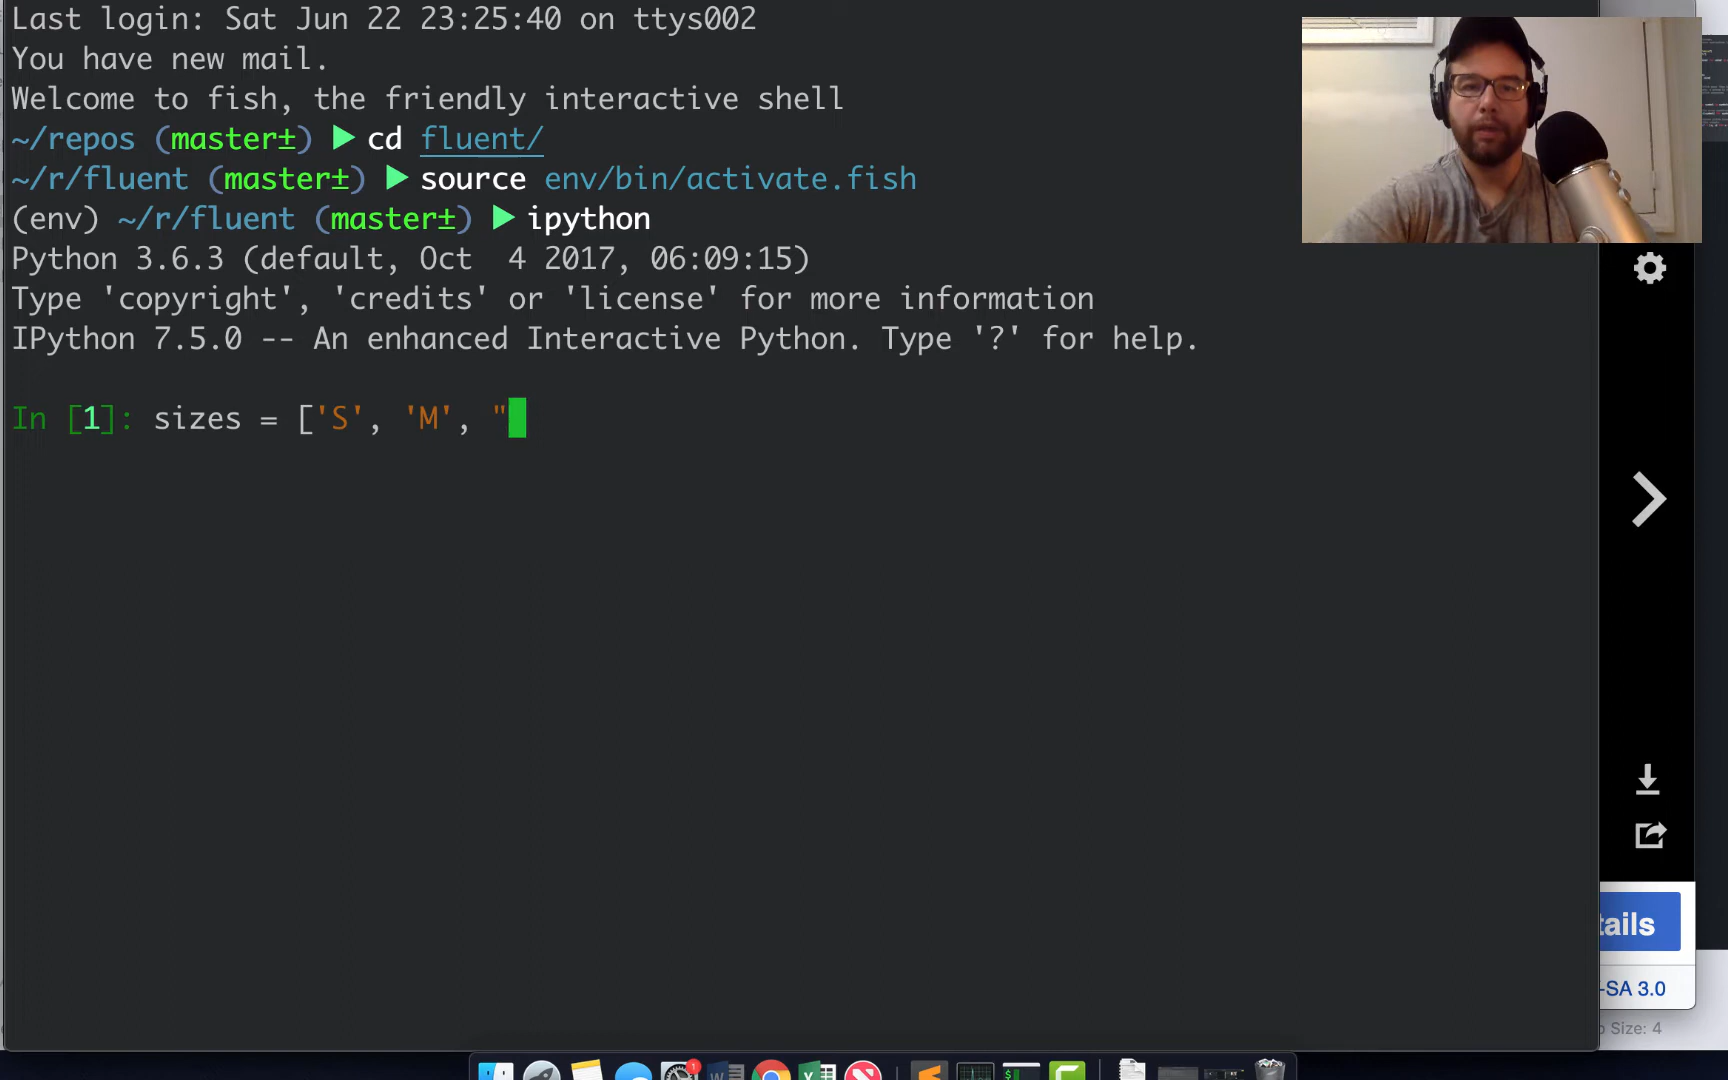 Last login: Sat Jun 22 23:25:40 on ttys002
You have new mail.
Welcome to fish, the friendly interactive shell
~/repos (master±) ▶ cd fluent/
~/r/fluent (master±) ▶ source env/bin/activate.fish
(env) ~/r/fluent (master±) ▶ ipython
Python 3.6.3 (default, Oct  4 2017, 06:09:15)
Type 'copyright', 'credits' or 'license' for more information
IPython 7.5.0 -- An enhanced Interactive Python. Type '?' for help.
In [1]: sizes = ['S', 'M', "
tails
-SA 3.0
Size: 4
1